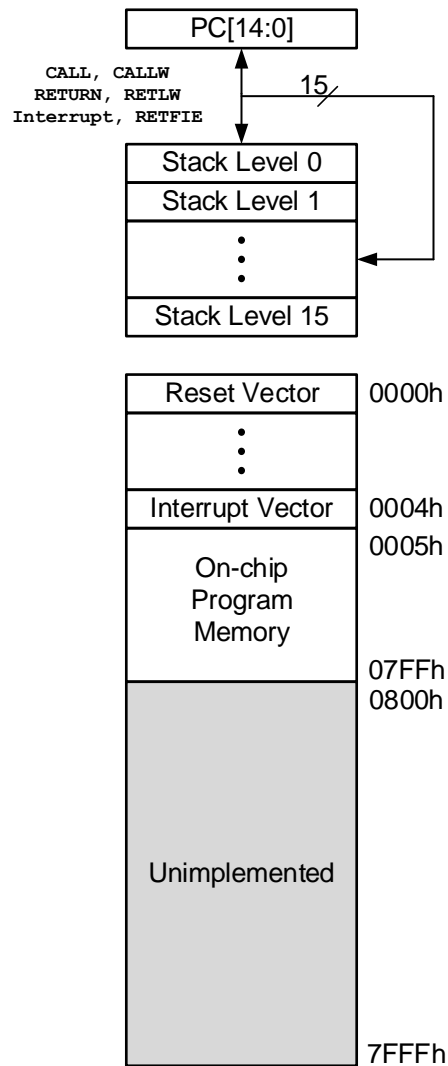 PC[14:0]
CALL, CALLW
RETURN, RETLW
Interrupt, RETFIE
15
Stack Level 0
Stack Level 1
Stack Level 15
Reset Vector
0000h
Interrupt Vector
0004h
0005h
On-chip
Program
Memory
07FFh
0800h
Unimplemented
7FFFh